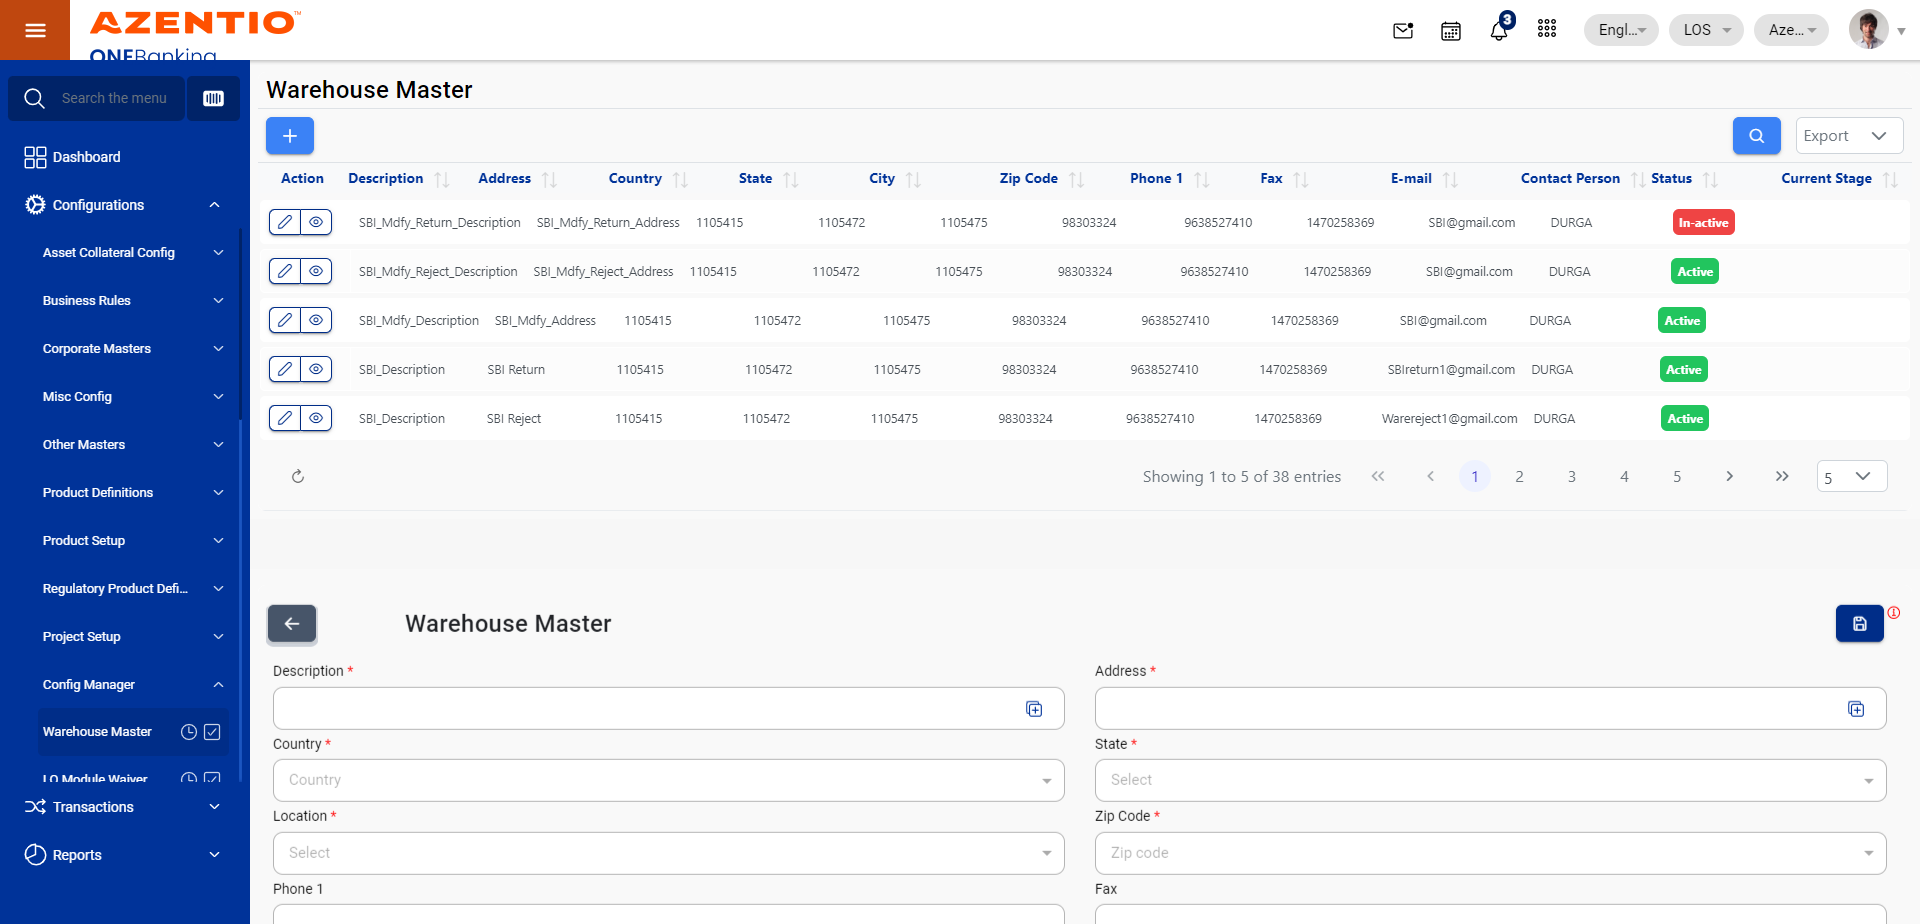 AZENTIO™
ONEBanking
3
Engl...
LOS
Aze...
Search the menu
Dashboard
Configurations
Asset Collateral Config
Business Rules
Corporate Masters
Misc Config
Other Masters
Product Definitions
Product Setup
Regulatory Product Defi...
Project Setup
Config Manager
Warehouse Master
LO Module Waiver
Transactions
Reports
Warehouse Master
Export
Action Description Address Country State City Zip Code Phone 1 Fax E-mail Contact Person Status Current Stage
SBI_Mdfy_Return_Description SBI_Mdfy_Return_Address 1105415 1105472 1105475 98303324 9638527410 1470258369 SBI@gmail.com DURGA In-active
SBI_Mdfy_Reject_Description SBI_Mdfy_Reject_Address 1105415 1105472 1105475 98303324 9638527410 1470258369 SBI@gmail.com DURGA Active
SBI_Mdfy_Description SBI_Mdfy_Address 1105415 1105472 1105475 98303324 9638527410 1470258369 SBI@gmail.com DURGA Active
SBI_Description SBI Return 1105415 1105472 1105475 98303324 9638527410 1470258369 SBIreturn1@gmail.com DURGA Active
SBI_Description SBI Reject 1105415 1105472 1105475 98303324 9638527410 1470258369 Warereject1@gmail.com DURGA Active
Showing 1 to 5 of 38 entries 1 2 3 4 5 5
Warehouse Master
Description * Address *
Country * State *
Country Select
Location * Zip Code *
Select Zip code
Phone 1 Fax